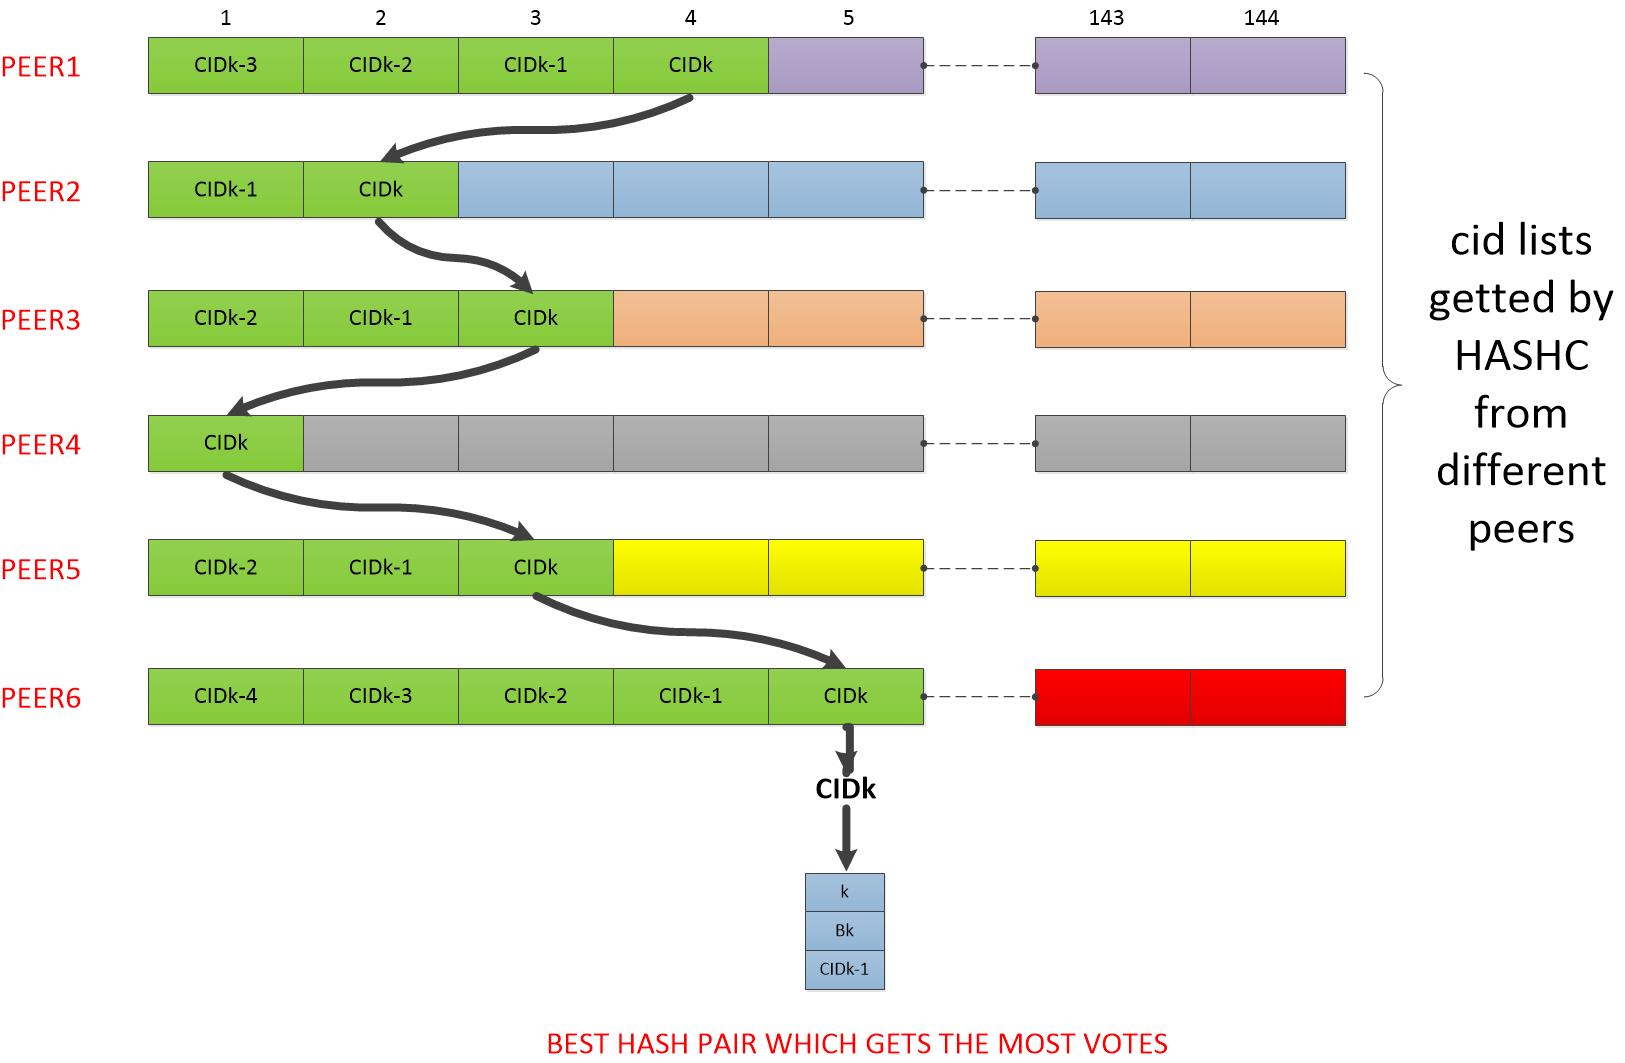 1 2 3 4 5 143 144
PEER1 CIDk-3 CIDk-2 CIDk-1 CIDk
PEER2 CIDk-1 CIDk
PEER3 CIDk-2 CIDk-1 CIDk
PEER4 CIDk
PEER5 CIDk-2 CIDk-1 CIDk
PEER6 CIDk-4 CIDk-3 CIDk-2 CIDk-1 CIDk
cid lists
getted by
HASHC
from
different
peers
CIDk
k
Bk
CIDk-1
BEST HASH PAIR WHICH GETS THE MOST VOTES